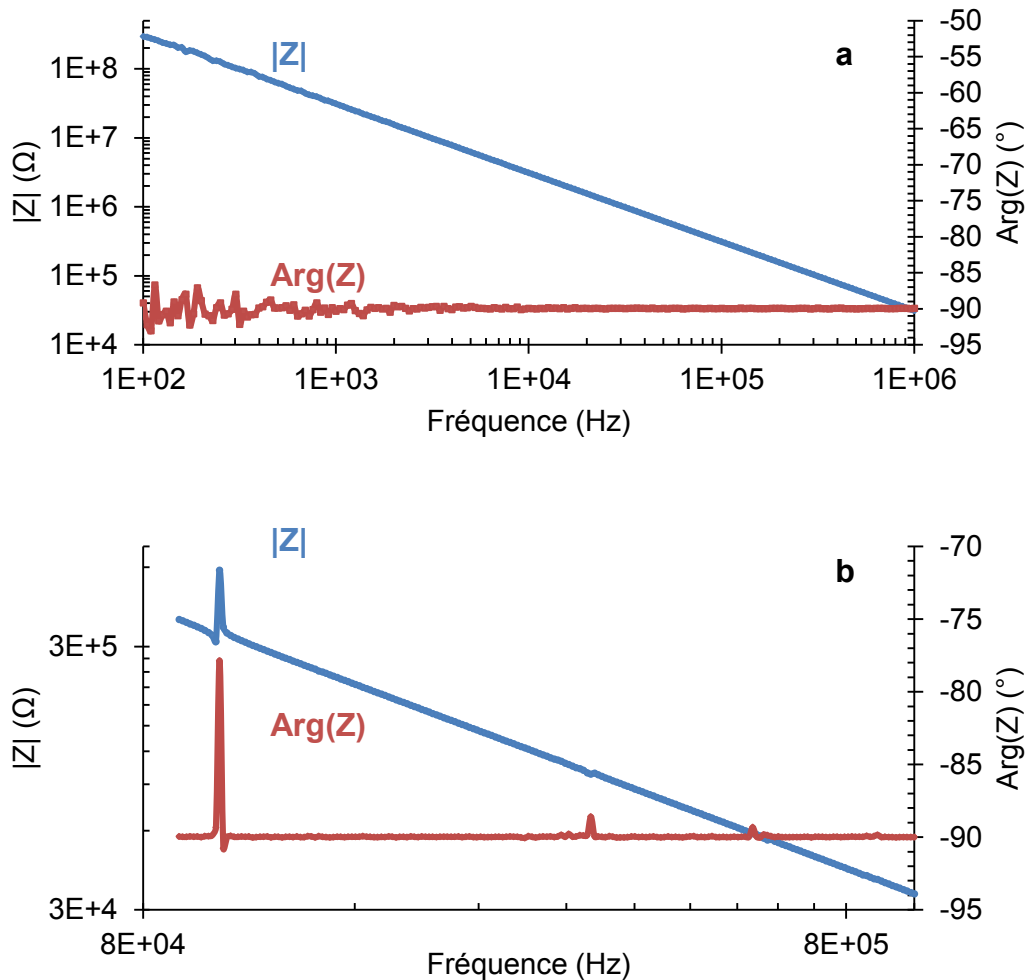 |Z|
a
Arg(Z)
|Z| (Ω)
1E+8
1E+7
1E+6
1E+5
1E+4
-50
-55
-60
-65
-70
-75
-80
-85
-90
-95
Arg(Z) (°)
1E+02
1E+03
1E+04
1E+05
1E+06
Fréquence (Hz)
|Z|
b
Arg(Z)
|Z| (Ω)
3E+5
3E+4
-70
-75
-80
-85
-90
-95
Arg(Z) (°)
8E+04
8E+05
Fréquence (Hz)